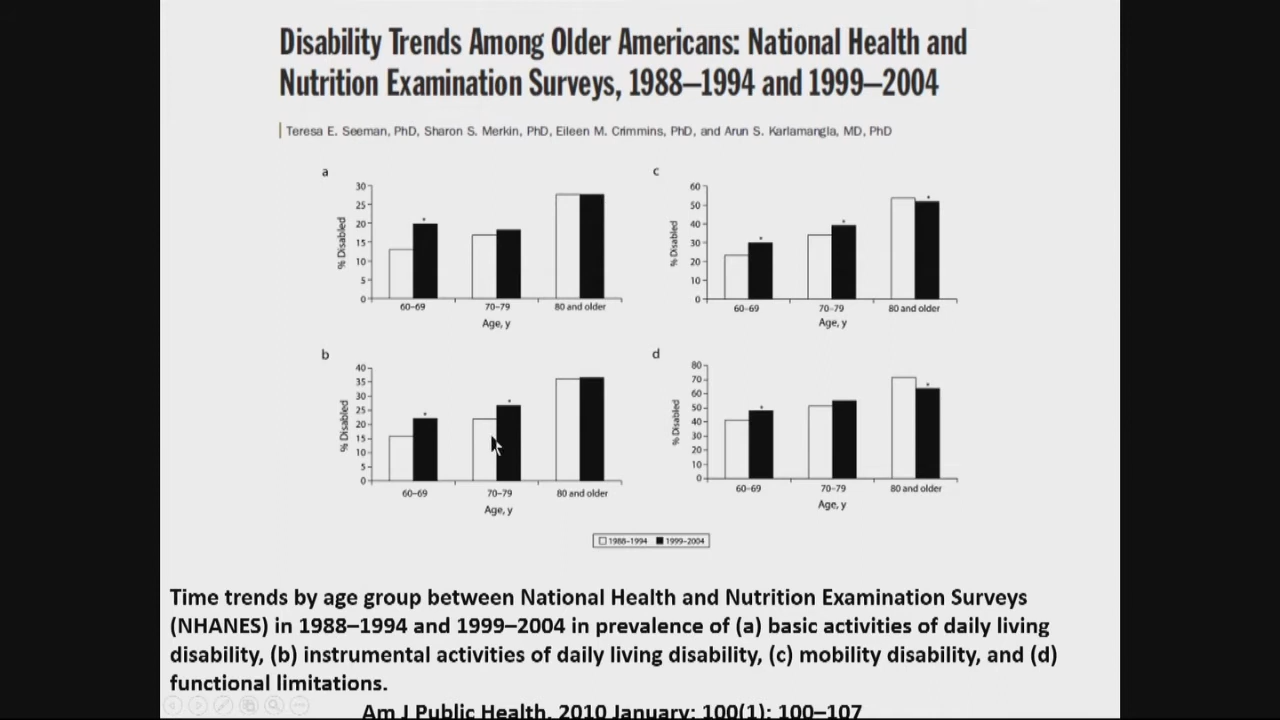 Disability Trends Among Older Americans: National Health and
Nutrition Examination Surveys, 1988–1994 and 1999–2004
Teresa E. Seeman, PhD, Sharon S. Merkin, PhD, Eileen M. Crimmins, PhD, and Arun S. Karlamangla, MD, PhD
a
30
25
20
15
10
5
0
% Disabled
*
60–69
70–79
80 and older
Age, y
c
60
50
40
30
20
10
0
% Disabled
*
*
*
60–69
70–79
80 and older
Age, y
b
40
35
30
25
20
15
10
5
0
% Disabled
*
*
60–69
70–79
80 and older
Age, y
d
80
70
60
50
40
30
20
10
0
% Disabled
*
*
60–69
70–79
80 and older
Age, y
1988–1994 1999–2004
Time trends by age group between National Health and Nutrition Examination Surveys
(NHANES) in 1988–1994 and 1999–2004 in prevalence of (a) basic activities of daily living
disability, (b) instrumental activities of daily living disability, (c) mobility disability, and (d)
functional limitations.
Am J Public Health. 2010 January; 100(1): 100–107